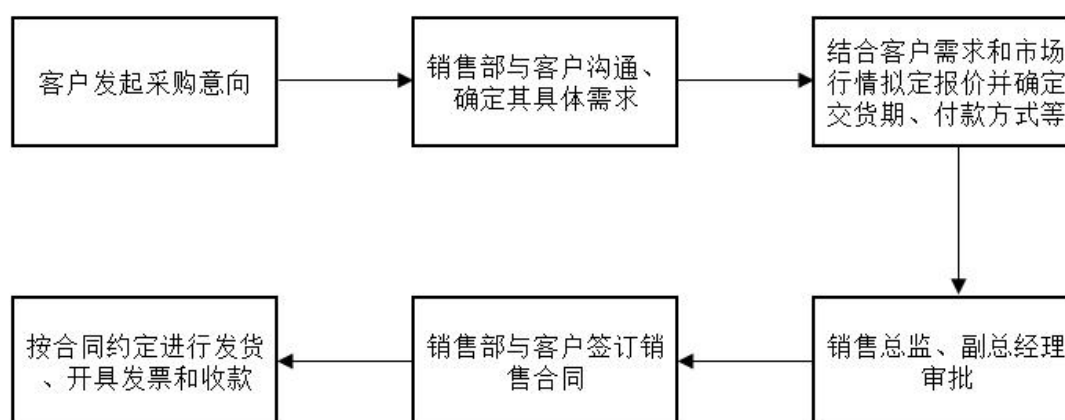 客户发起采购意向
销售部与客户沟通、
确定其具体需求
结合客户需求和市场
行情拟定报价并确定
交货期、付款方式等
销售总监、副总经理
审批
销售部与客户签订销
售合同
按合同约定进行发货
、开具发票和收款